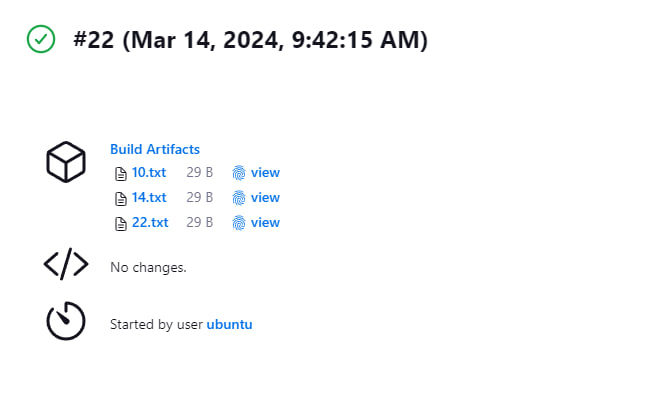 #22 (Mar 14, 2024, 9:42:15 AM)
Build Artifacts
10.txt 29 B view
14.txt 29 B view
22.txt 29 B view
No changes.
Started by user ubuntu